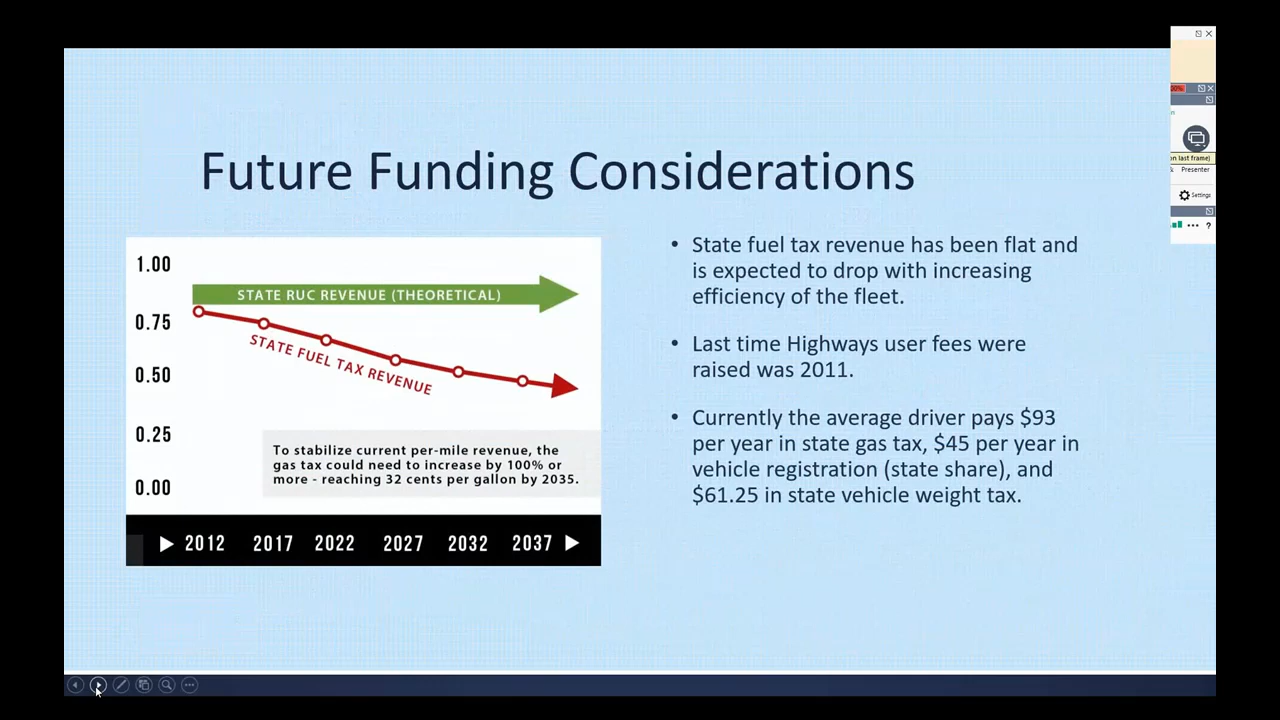 Future Funding Considerations
1.00
0.75
0.50
0.25
0.00
STATE RUC REVENUE (THEORETICAL)
STATE FUEL TAX REVENUE
To stabilize current per-mile revenue, the
gas tax could need to increase by 100% or
more - reaching 32 cents per gallon by 2035.
2012 2017 2022 2027 2032 2037
• State fuel tax revenue has been flat and
is expected to drop with increasing
efficiency of the fleet.
• Last time Highways user fees were
raised was 2011.
• Currently the average driver pays $93
per year in state gas tax, $45 per year in
vehicle registration (state share), and
$61.25 in state vehicle weight tax.
last frame)
Presenter
Settings
?